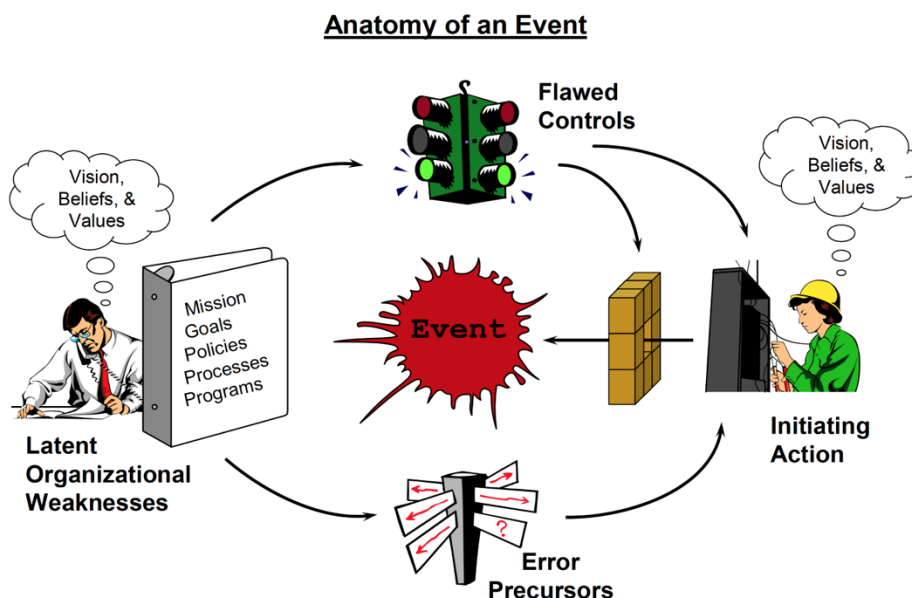 Anatomy of an Event
Flawed
Controls
Vision,
Beliefs, &
Values
Vision,
Beliefs, &
Values
Mission
Goals
Policies
Processes
Programs
Event
Latent
Organizational
Weaknesses
Initiating
Action
?
Error
Precursors